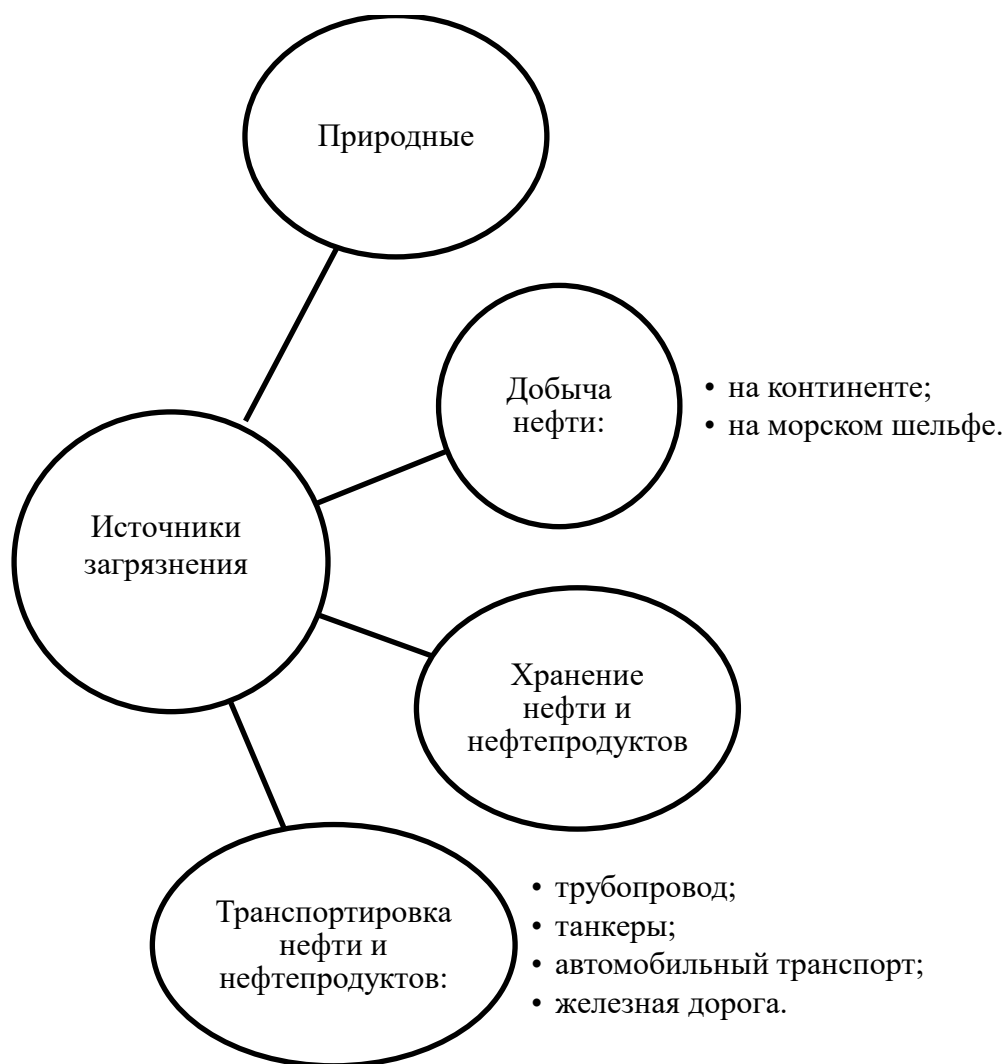 Природные
Добыча
нефти:
• на континенте;
• на морском шельфе.
Источники
загрязнения
Хранение
нефти и
нефтепродуктов
Транспортировка
нефти и
нефтепродуктов:
• трубопровод;
• танкеры;
• автомобильный транспорт;
• железная дорога.